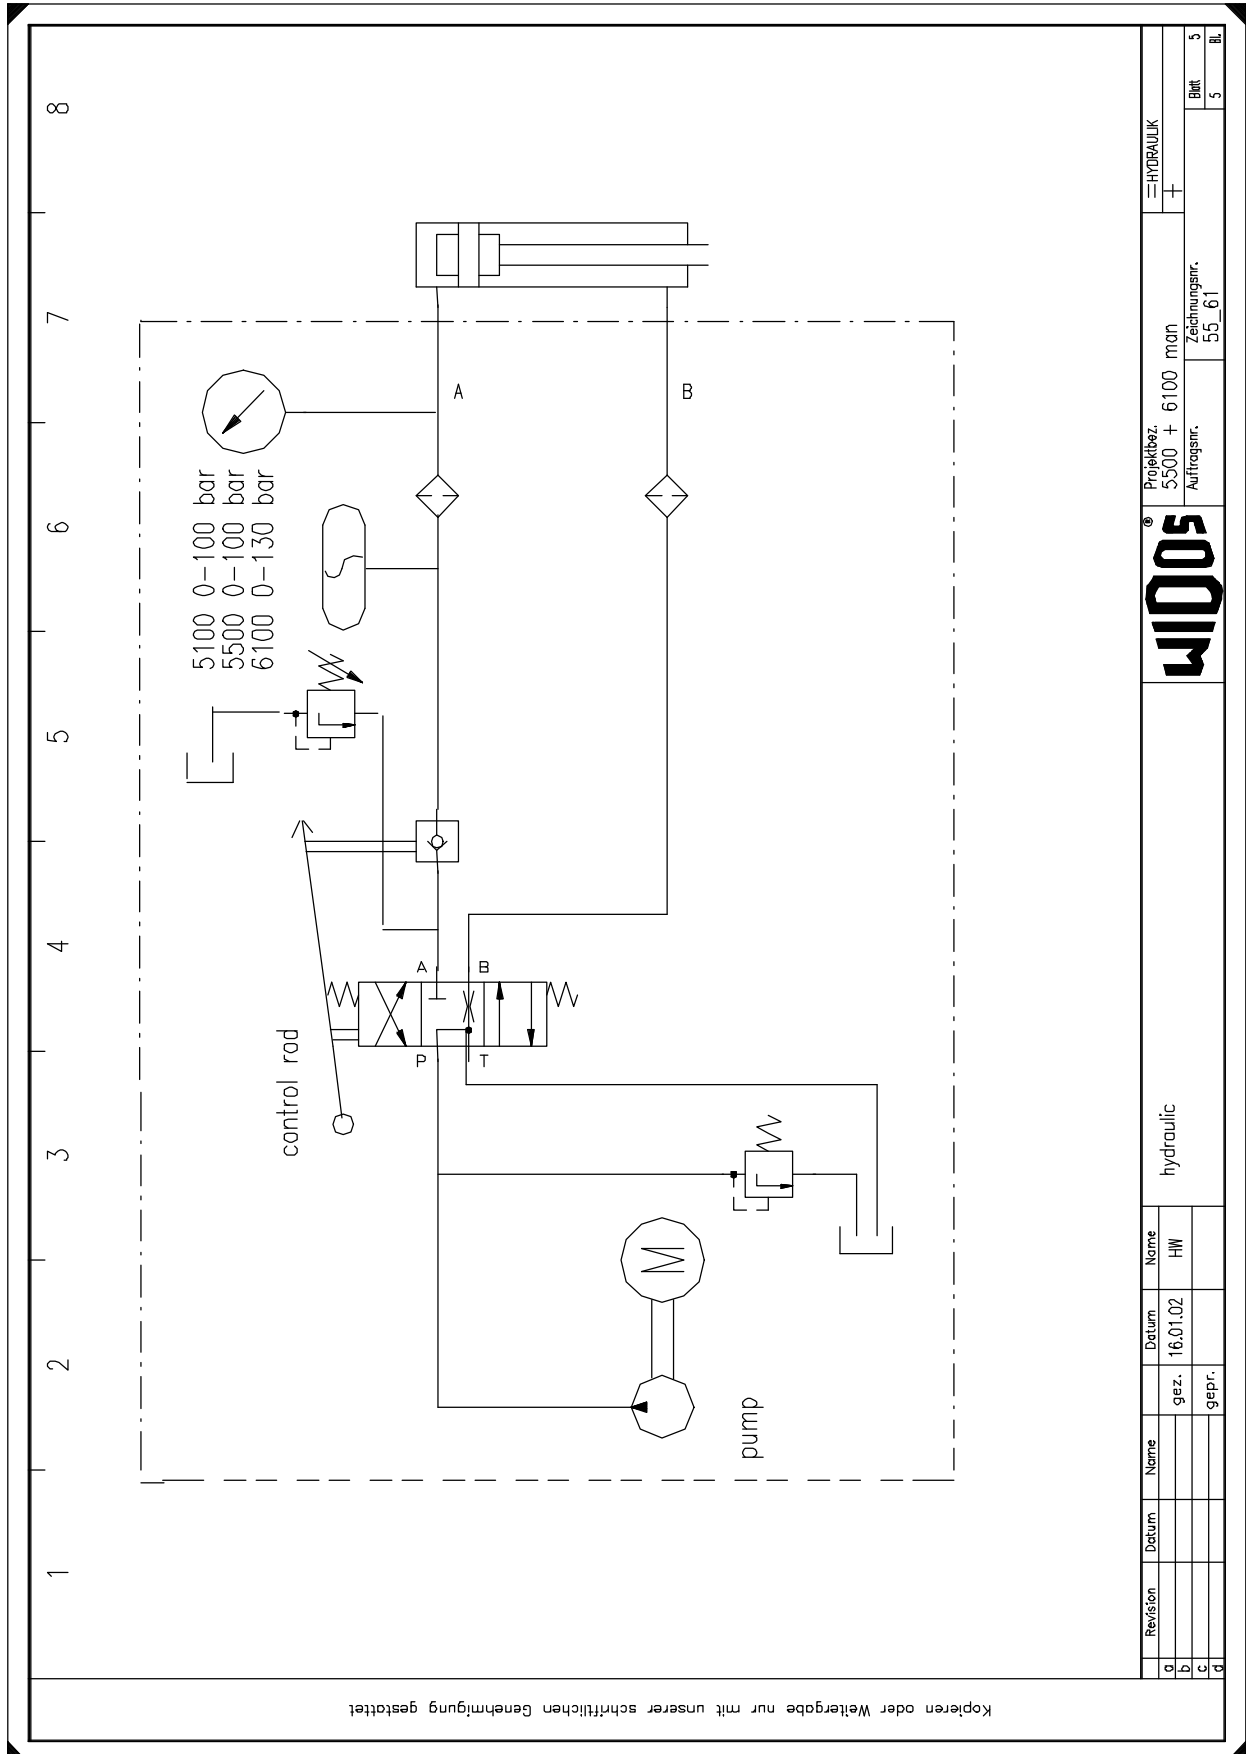 1
2
3
4
5
6
7
8
5100 0-100 bar
5500 0-100 bar
6100 0-130 bar
control rod
A
B
A
B
P
T
M
pump
Kopieren oder Weitergabe nur mit unserer schriftlichen Genehmigung gestattet
Revision
Datum
Name
a
b
c
d
Datum
Name
gez.
16.01.02
HW
gepr.
hydraulic
WIDOS®
Projektbez.
5500 + 6100 man
Auftragsnr.
Zeichnungsnr.
55_61
=HYDRAULIK
+
Blatt 5
5 Bl.